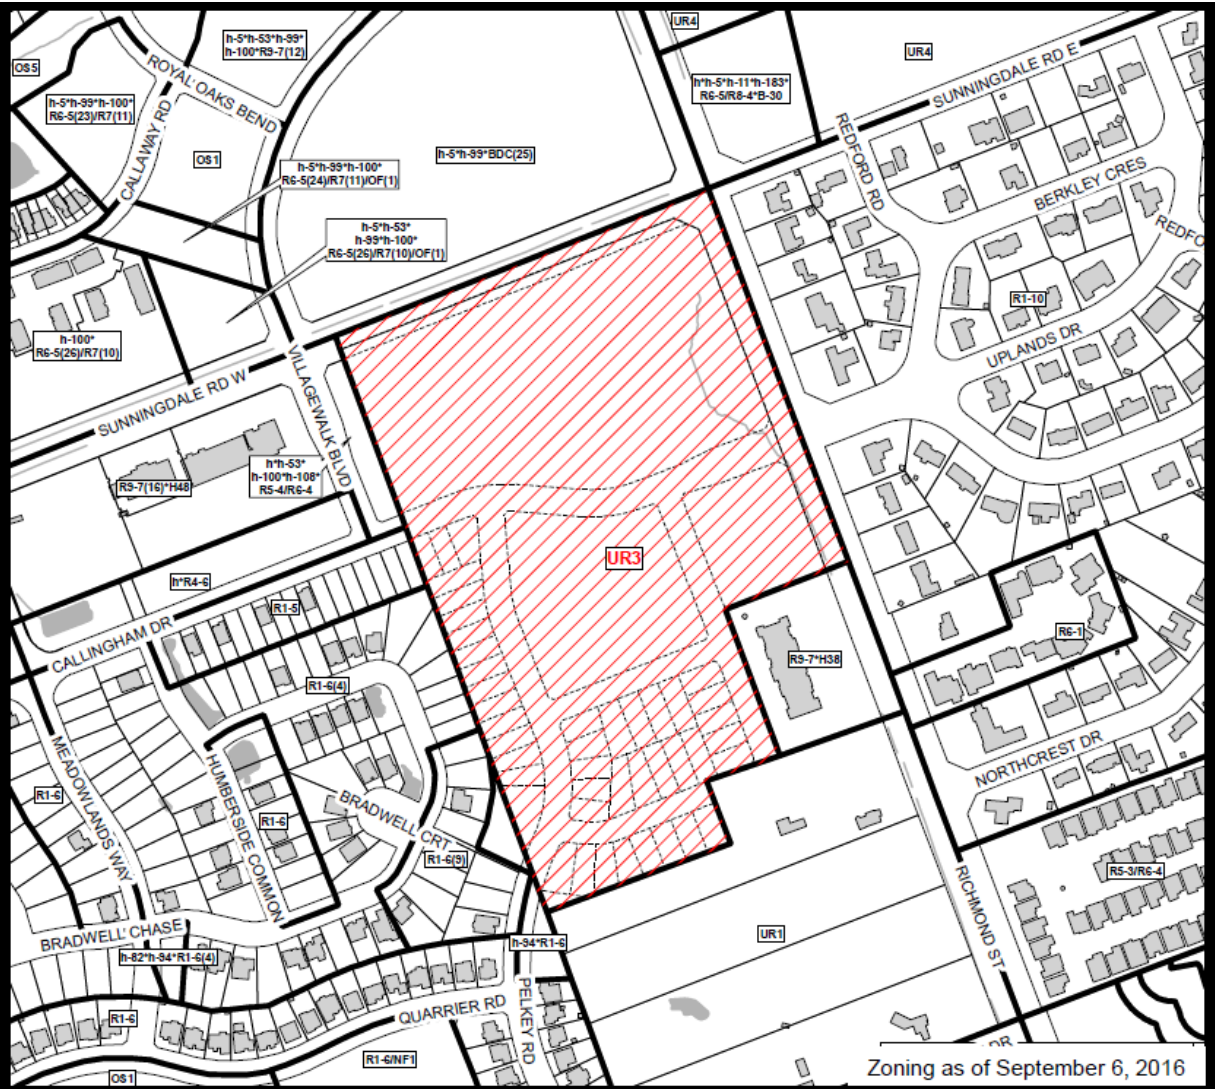 UR4
h-5*h-53*h-99*
h-100*R9-7(12)
UR4
OS5
ROYAL OAKS BEND
SUNNINGDALE RD E
h*h-5*h-11*h-183*
R6-5/R8-4*B-30
h-5*h-99*h-100*
R6-5(23)/R7(11)
CALLAWAY RD
OS1
h-5*h-99*BDC(25)
REDFORD RD
h-5*h-99*h-100*
R6-5(24)/R7(11)/OF(1)
BERKLEY CRES
h-5*h-53*
h-99*h-100*
R6-5(26)/R7(10)/OF(1)
REDFO
R1-10
h-100*
R6-5(26)/R7(10)
UPLANDS DR
SUNNINGDALE RD W
VILLAGEWALK BLVD
R9-7(16)*H48
h*h-53*
h-100*h-108*
R5-4/R6-4
UR3
h*R4-6
R1-5
CALLINGHAM DR
R6-1
R9-7*H38
R1-6(4)
NORTHCREST DR
MEADOWLANDS WAY
HUMBERSIDE COMMON
R1-6
R1-6
BRADWELL CRT
R1-6(9)
R5-3/R6-4
RICHMOND ST
BRADWELL CHASE
h-82*h-94*R1-6(4)
h-94*R1-6
UR1
PELKEY RD
QUARRIER RD
R1-6
R1-6/NF1
OS1
DR
Zoning as of September 6, 2016